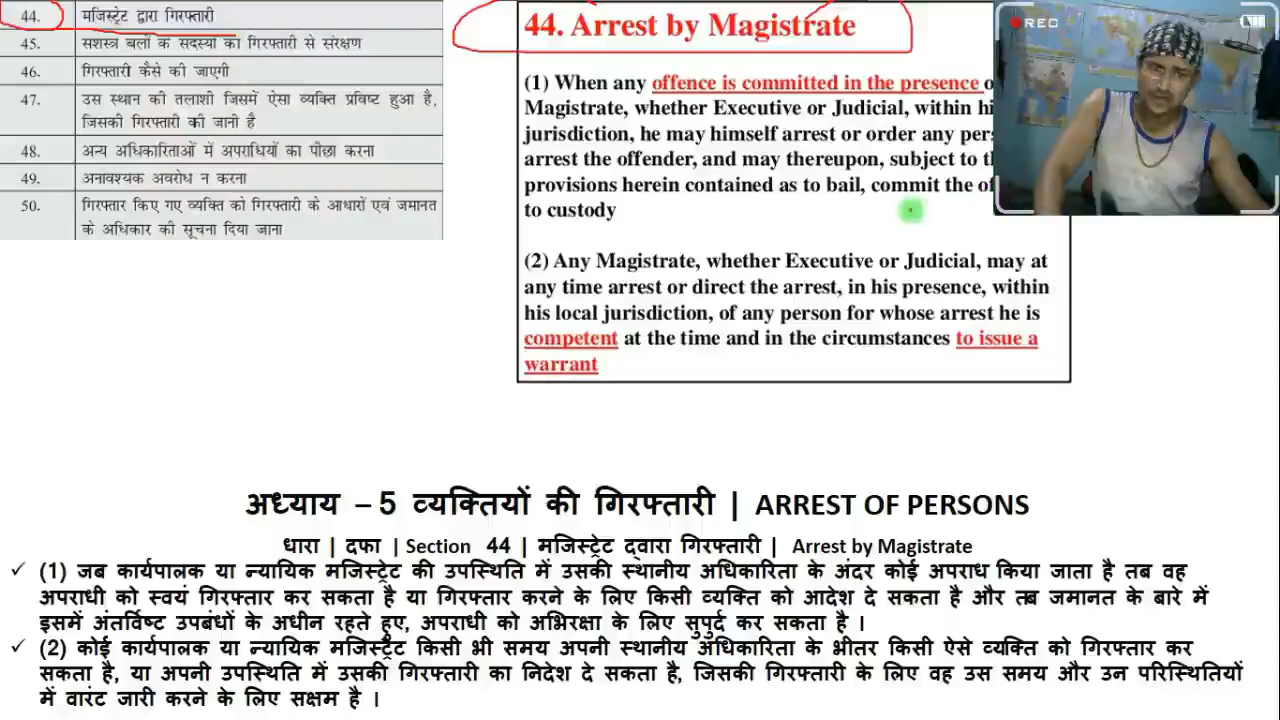 44. मजिस्ट्रेट द्वारा गिरफ्तारी
45. सशस्त्र बलों के सदस्यों का गिरफ्तारी से संरक्षण
46. गिरफ्तारी कैसे की जाएगी
47. उस स्थान की तलाशी जिसमें ऐसा व्यक्ति प्रविष्ट हुआ है,
जिसकी गिरफ्तारी की जानी है
48. अन्य अधिकारिताओं में अपराधियों का पीछा करना
49. अनावश्यक अवरोध न करना
50. गिरफ्तार किए गए व्यक्ति को गिरफ्तारी के आधारों एवं जमानत
के अधिकार की सूचना दिया जाना
44. Arrest by Magistrate
(1) When any offence is committed in the presence
Magistrate, whether Executive or Judicial, within
jurisdiction, he may himself arrest or order any
arrest the offender, and may thereupon, subject to
provisions herein contained as to bail, commit the
to custody
(2) Any Magistrate, whether Executive or Judicial, may at
any time arrest or direct the arrest, in his presence, within
his local jurisdiction, of any person for whose arrest he is
competent at the time and in the circumstances to issue a
warrant
REC
अध्याय – 5 व्यक्तियों की गिरफ्तारी | ARREST OF PERSONS
धारा | दफा | Section 44 | मजिस्ट्रेट द्वारा गिरफ्तारी | Arrest by Magistrate
✓ (1) जब कार्यपालक या न्यायिक मजिस्ट्रेट की उपस्थिति में उसकी स्थानीय अधिकारिता के अंदर कोई अपराध किया जाता है तब वह
अपराधी को स्वयं गिरफ्तार कर सकता है या गिरफ्तार करने के लिए किसी व्यक्ति को आदेश दे सकता है और तब जमानत के बारे में
इसमें अंतर्विष्ट उपबंधों के अधीन रहते हुए, अपराधी को अभिरक्षा के लिए सुपुर्द कर सकता है ।
✓ (2) कोई कार्यपालक या न्यायिक मजिस्ट्रेट किसी भी समय अपनी स्थानीय अधिकारिता के भीतर किसी ऐसे व्यक्ति को गिरफ्तार कर
सकता है, या अपनी उपस्थिति में उसकी गिरफ्तारी का निदेश दे सकता है, जिसकी गिरफ्तारी के लिए वह उस समय और उन परिस्थितियों
में वारंट जारी करने के लिए सक्षम है ।